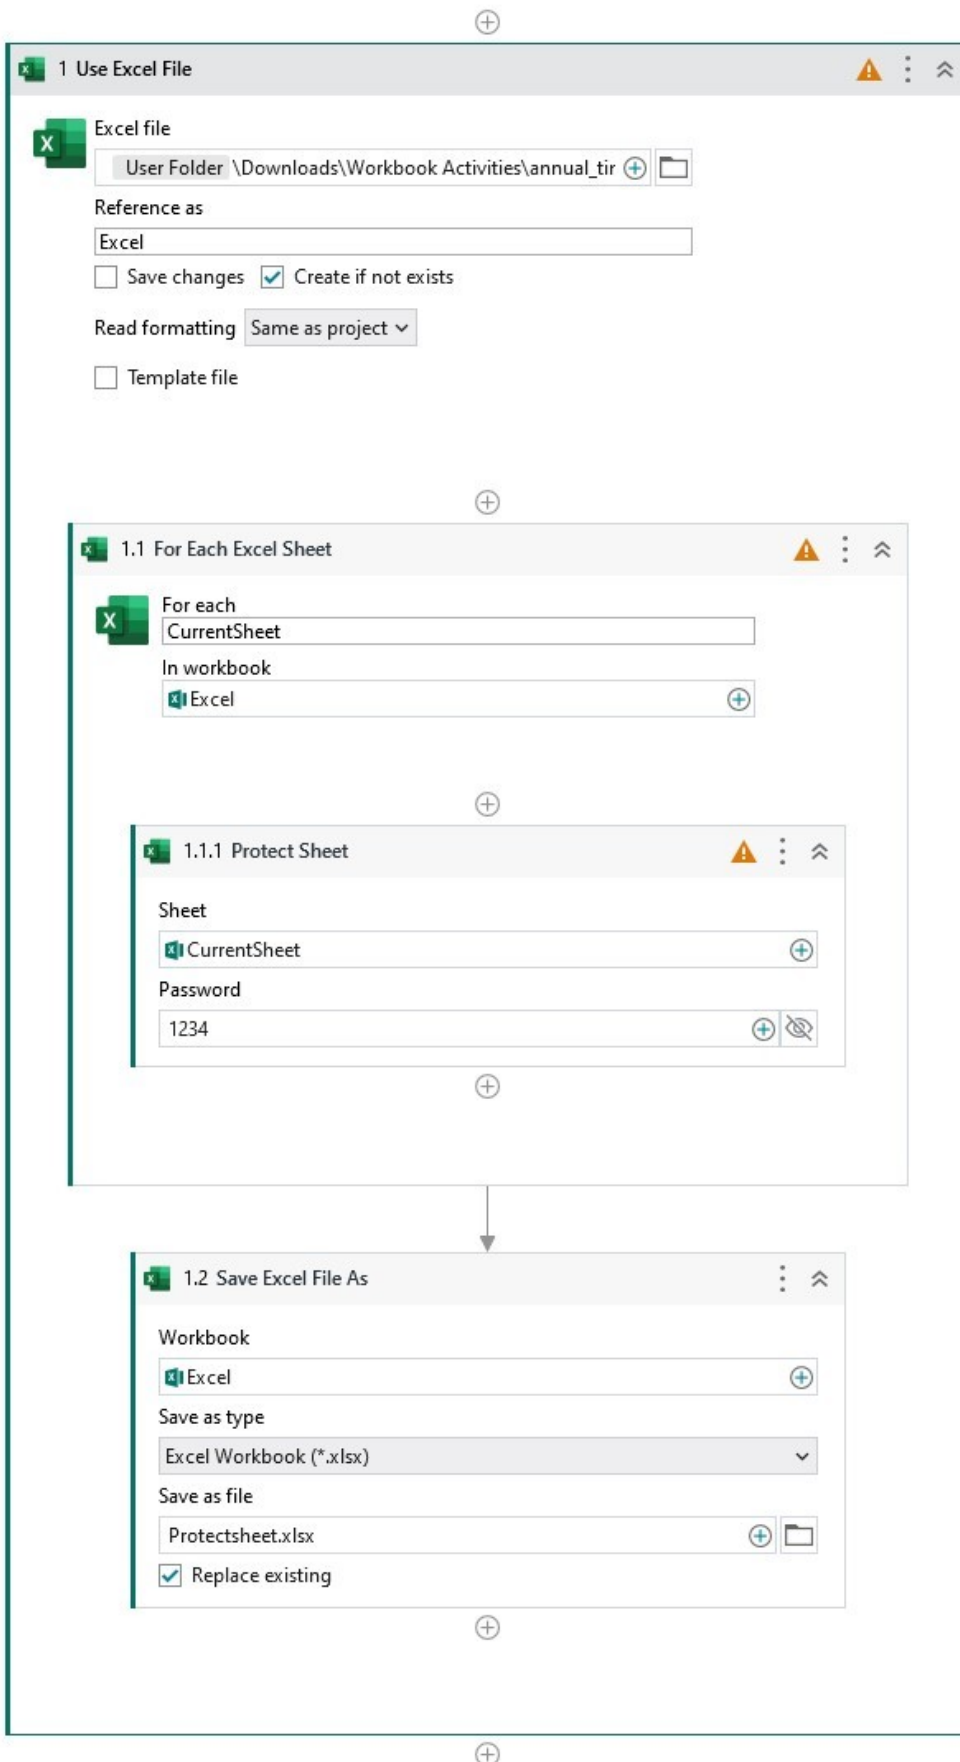 1 Use Excel File
Excel file
User Folder \Downloads\Workbook Activities\annual_tir
Reference as
Excel
Save changes Create if not exists
Read formatting Same as project
Template file
1.1 For Each Excel Sheet
For each
CurrentSheet
In workbook
Excel
1.1.1 Protect Sheet
Sheet
CurrentSheet
Password
1234
1.2 Save Excel File As
Workbook
Excel
Save as type
Excel Workbook (*.xlsx)
Save as file
Protectsheet.xlsx
Replace existing